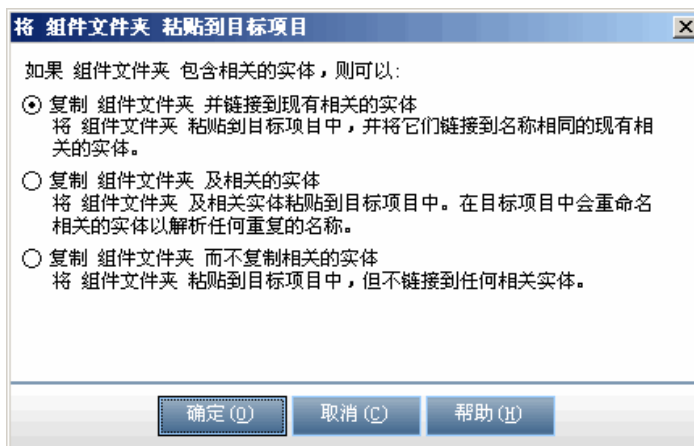 将 组件文件夹 粘贴到目标项目
如果 组件文件夹 包含相关的实体，则可以:
复制 组件文件夹 并链接到现有相关的实体
将 组件文件夹 粘贴到目标项目中，并将它们链接到名称相同的现有相
关的实体。
复制 组件文件夹 及相关的实体
将 组件文件夹 及相关实体粘贴到目标项目中。在目标项目中会重命名
相关的实体以解析任何重复的名称。
复制 组件文件夹 而不复制相关的实体
将 组件文件夹 粘贴到目标项目中，但不链接到任何相关实体。
确定(O) 取消(C) 帮助(H)